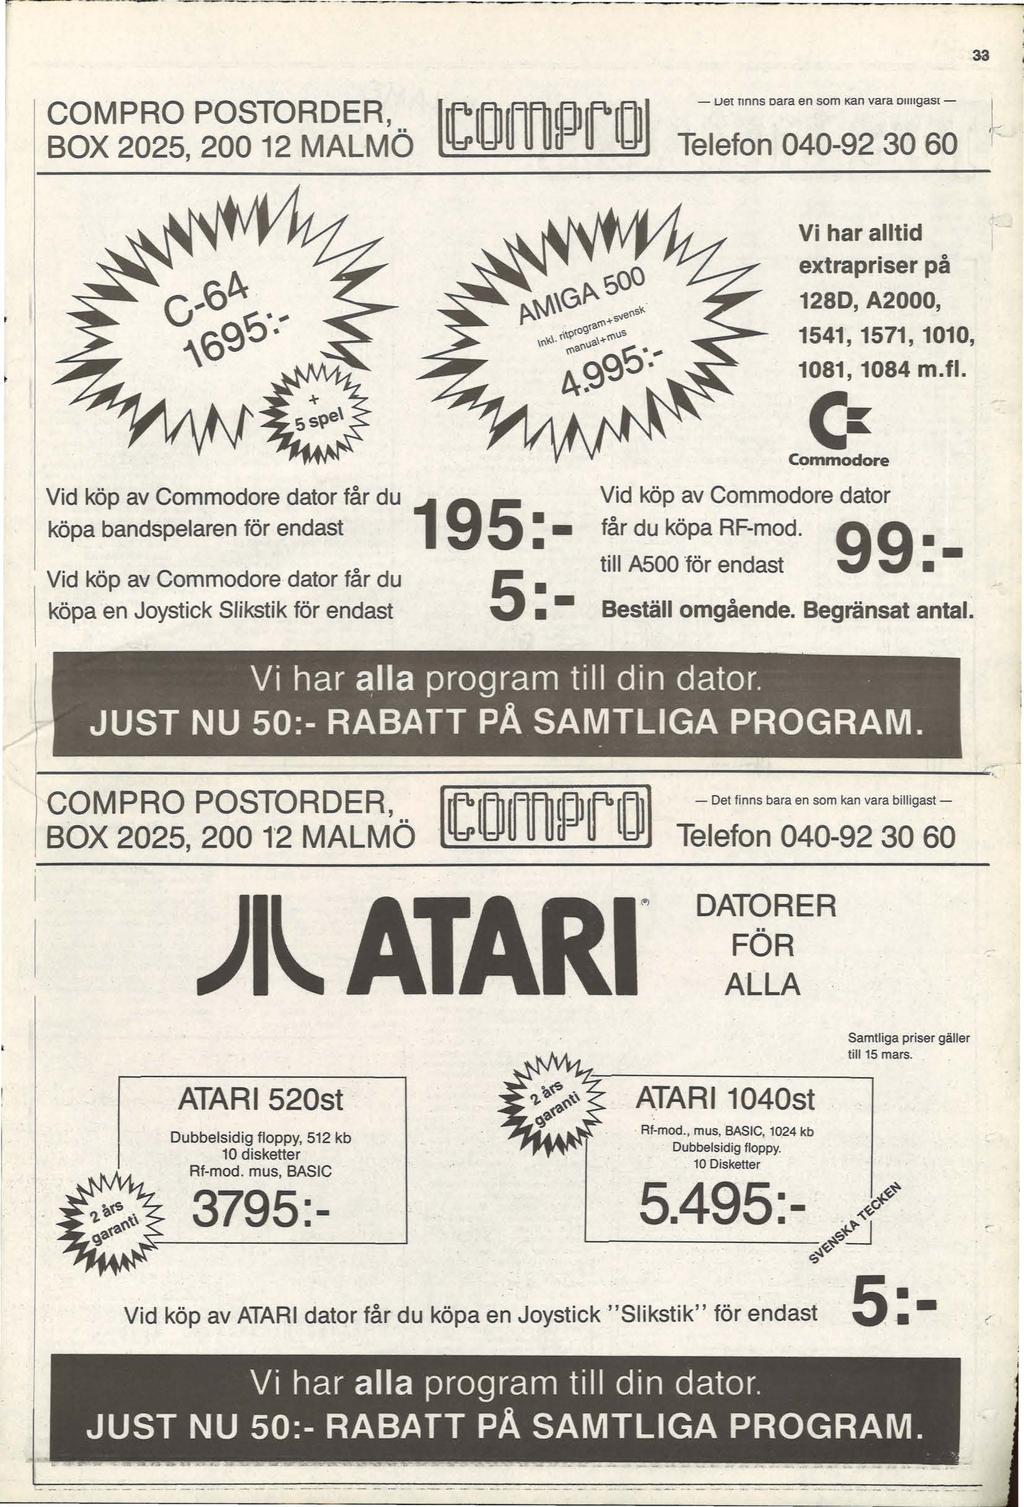 33
COMPRO POSTORDER,
BOX 2025, 200 12 MALMÖ
compro
— Det finns bara en som kan vara billigast —
Telefon 040-92 30 60
C-64
1695:-
+
5 spel
AMIGA 500
Inkl. ritprogram+svensk
manual+mus
4.995:-
Vi har alltid
extrapriser på
128D, A2000,
1541, 1571, 1010,
1081, 1084 m.fl.
Commodore
Vid köp av Commodore dator får du
köpa bandspelaren för endast
195:-
Vid köp av Commodore dator får du
köpa en Joystick Slikstik för endast
5:-
Vid köp av Commodore dator
får du köpa RF-mod.
till A500 för endast
99:-
Beställ omgående. Begränsat antal.
Vi har alla program till din dator.
JUST NU 50:- RABATT PÅ SAMTLIGA PROGRAM.
COMPRO POSTORDER,
BOX 2025, 200 12 MALMÖ
compro
— Det finns bara en som kan vara billigast —
Telefon 040-92 30 60
ATARI®
DATORER
FÖR
ALLA
Samtliga priser gäller
till 15 mars.
ATARI 520st
Dubbelsidig floppy, 512 kb
10 disketter
Rf-mod. mus, BASIC
3795:-
2 års
garanti
2 års
garanti
ATARI 1040st
Rf-mod., mus, BASIC, 1024 kb
Dubbelsidig floppy.
10 Disketter
5.495:-
SVENSKA TECKEN
Vid köp av ATARI dator får du köpa en Joystick ''Slikstik'' för endast
5:-
Vi har alla program till din dator.
JUST NU 50:- RABATT PÅ SAMTLIGA PROGRAM.